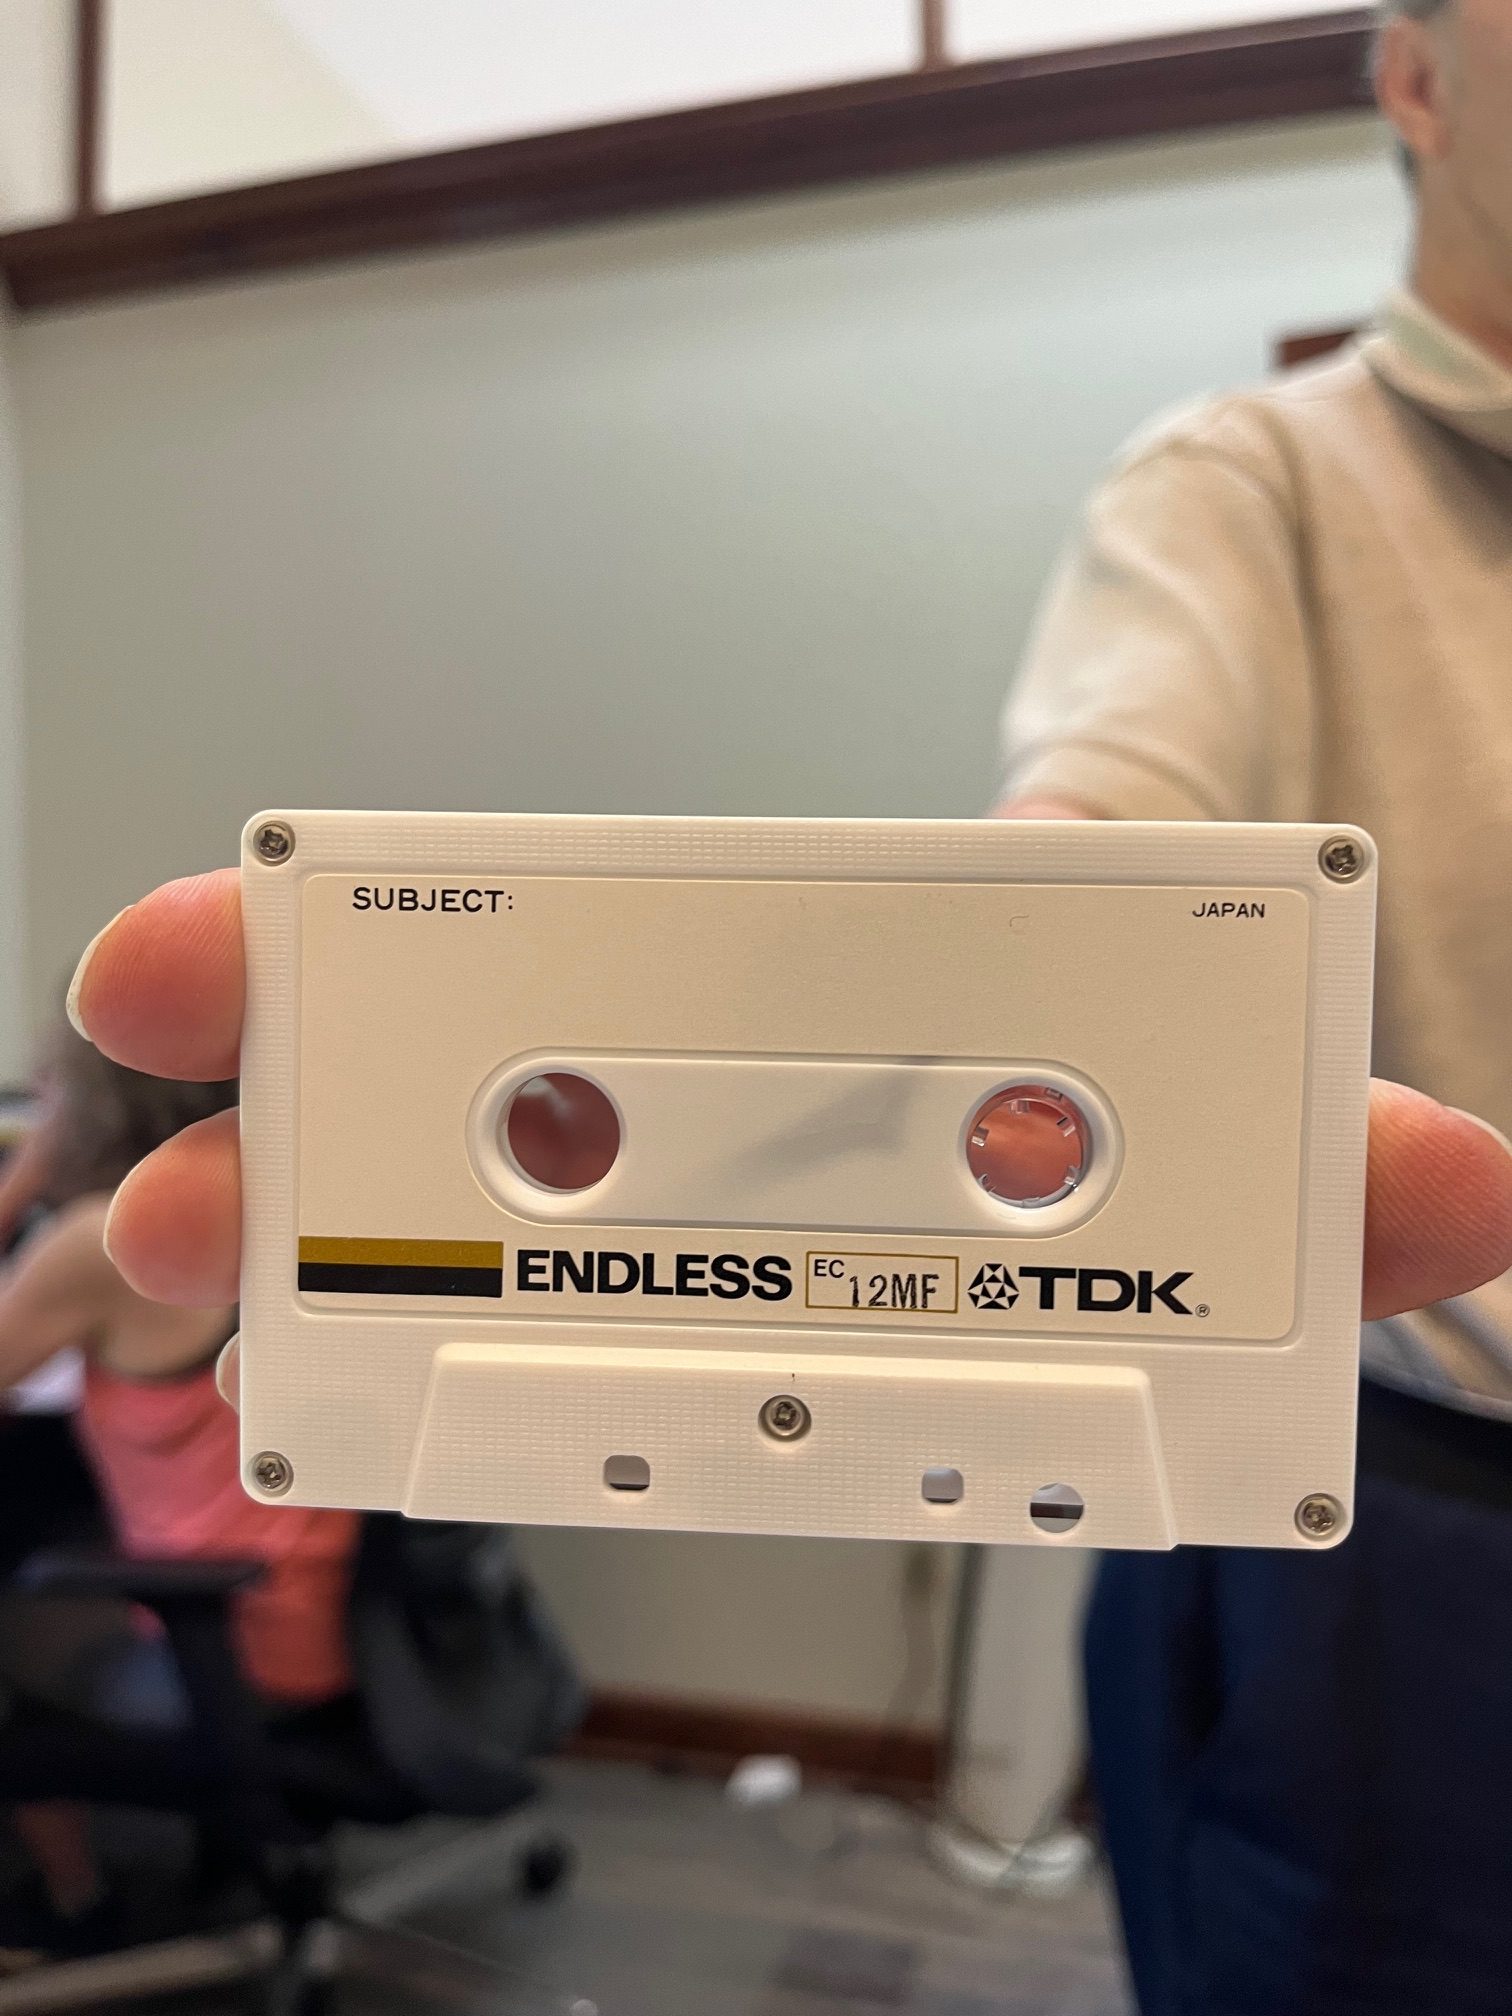 SUBJECT:
JAPAN
ENDLESS EC 12MF TDK®